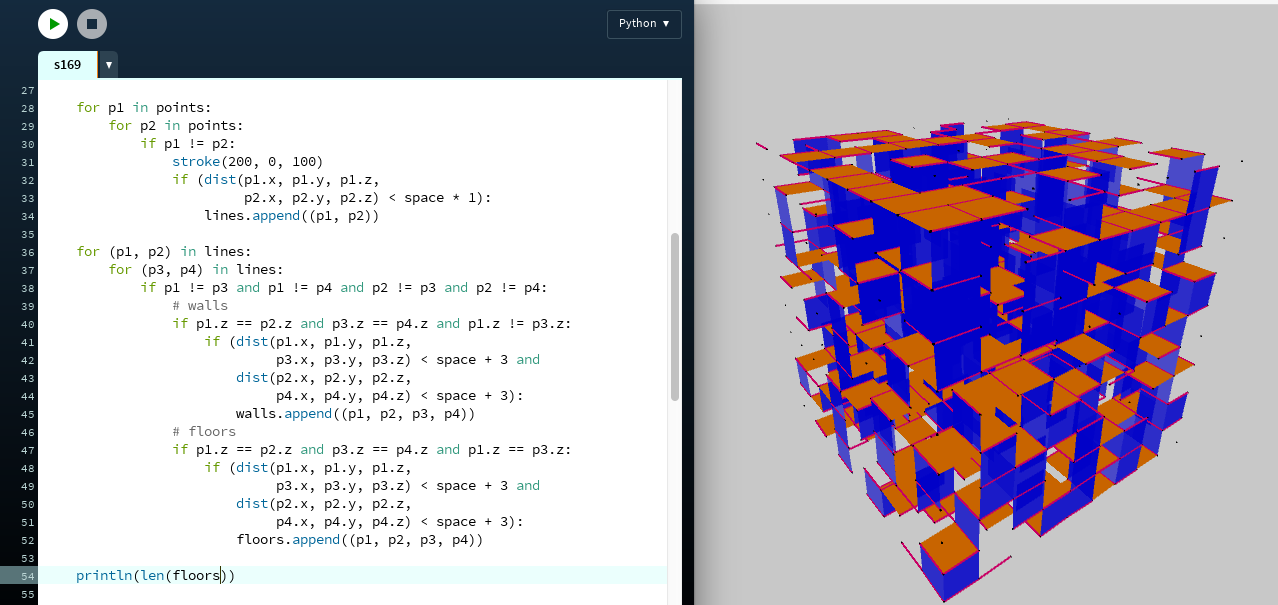 Python ▼
s169 ▼
27
28     for p1 in points:
29         for p2 in points:
30             if p1 != p2:
31                 stroke(200, 0, 100)
32                 if (dist(p1.x, p1.y, p1.z,
33                          p2.x, p2.y, p2.z) < space * 1):
34                     lines.append((p1, p2))
35
36     for (p1, p2) in lines:
37         for (p3, p4) in lines:
38             if p1 != p3 and p1 != p4 and p2 != p3 and p2 != p4:
39                 # walls
40                 if p1.z == p2.z and p3.z == p4.z and p1.z != p3.z:
41                     if (dist(p1.x, p1.y, p1.z,
42                              p3.x, p3.y, p3.z) < space + 3 and
43                         dist(p2.x, p2.y, p2.z,
44                              p4.x, p4.y, p4.z) < space + 3):
45                         walls.append((p1, p2, p3, p4))
46                 # floors
47                 if p1.z == p2.z and p3.z == p4.z and p1.z == p3.z:
48                     if (dist(p1.x, p1.y, p1.z,
49                              p3.x, p3.y, p3.z) < space + 3 and
50                         dist(p2.x, p2.y, p2.z,
51                              p4.x, p4.y, p4.z) < space + 3):
52                         floors.append((p1, p2, p3, p4))
53
54     println(len(floors))
55